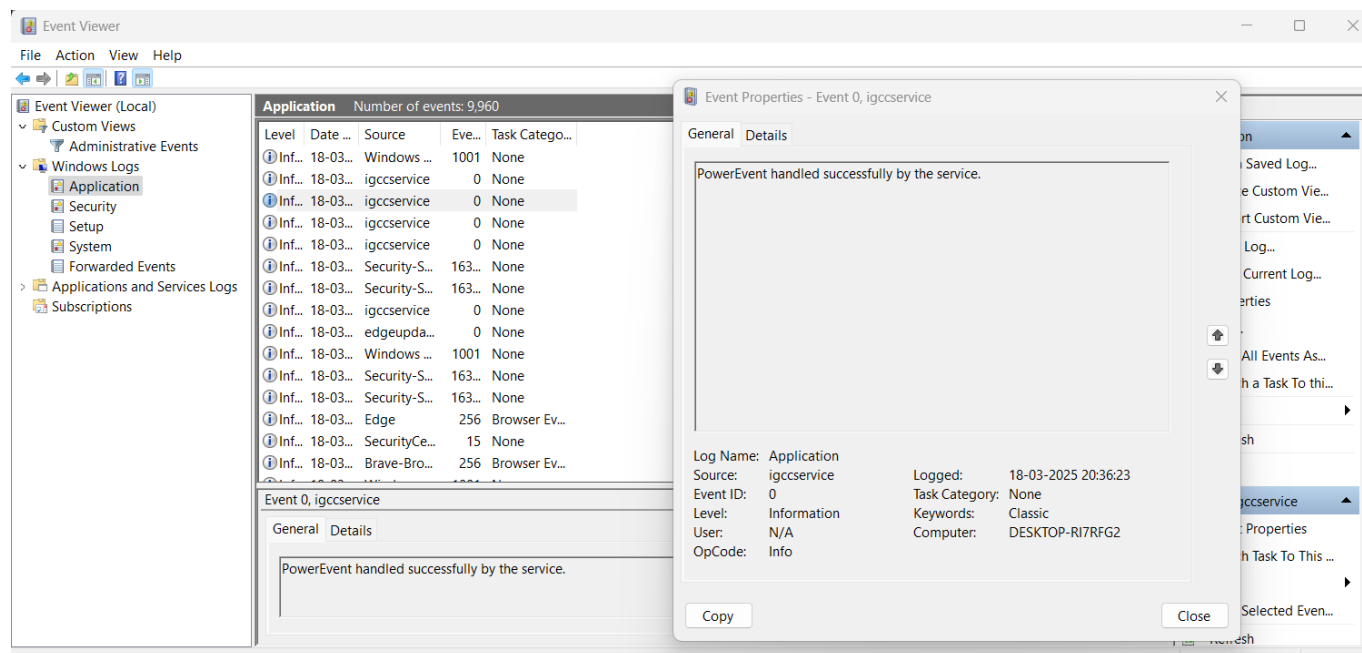 Event Viewer
File Action View Help
Event Viewer (Local)
Custom Views
Administrative Events
Windows Logs
Application
Security
Setup
System
Forwarded Events
Applications and Services Logs
Subscriptions
Application Number of events: 9,960
Level Date ... Source Eve... Task Catego...
Inf... 18-03... Windows ... 1001 None
Inf... 18-03... igccservice 0 None
Inf... 18-03... igccservice 0 None
Inf... 18-03... igccservice 0 None
Inf... 18-03... igccservice 0 None
Inf... 18-03... Security-S... 163... None
Inf... 18-03... Security-S... 163... None
Inf... 18-03... igccservice 0 None
Inf... 18-03... edgeupda... 0 None
Inf... 18-03... Windows ... 1001 None
Inf... 18-03... Security-S... 163... None
Inf... 18-03... Security-S... 163... None
Inf... 18-03... Edge 256 Browser Ev...
Inf... 18-03... SecurityCe... 15 None
Inf... 18-03... Brave-Bro... 256 Browser Ev...
Event 0, igccservice
General Details
PowerEvent handled successfully by the service.
Event Properties - Event 0, igccservice
General Details
PowerEvent handled successfully by the service.
Log Name: Application
Source: igccservice Logged: 18-03-2025 20:36:23
Event ID: 0 Task Category: None
Level: Information Keywords: Classic
User: N/A Computer: DESKTOP-RI7RFG2
OpCode: Info
Copy Close
on
Saved Log...
e Custom Vie...
rt Custom Vie...
Log...
Current Log...
erties
All Events As...
h a Task To thi...
sh
gccservice
Properties
h Task To This ...
Selected Even...
Refresh